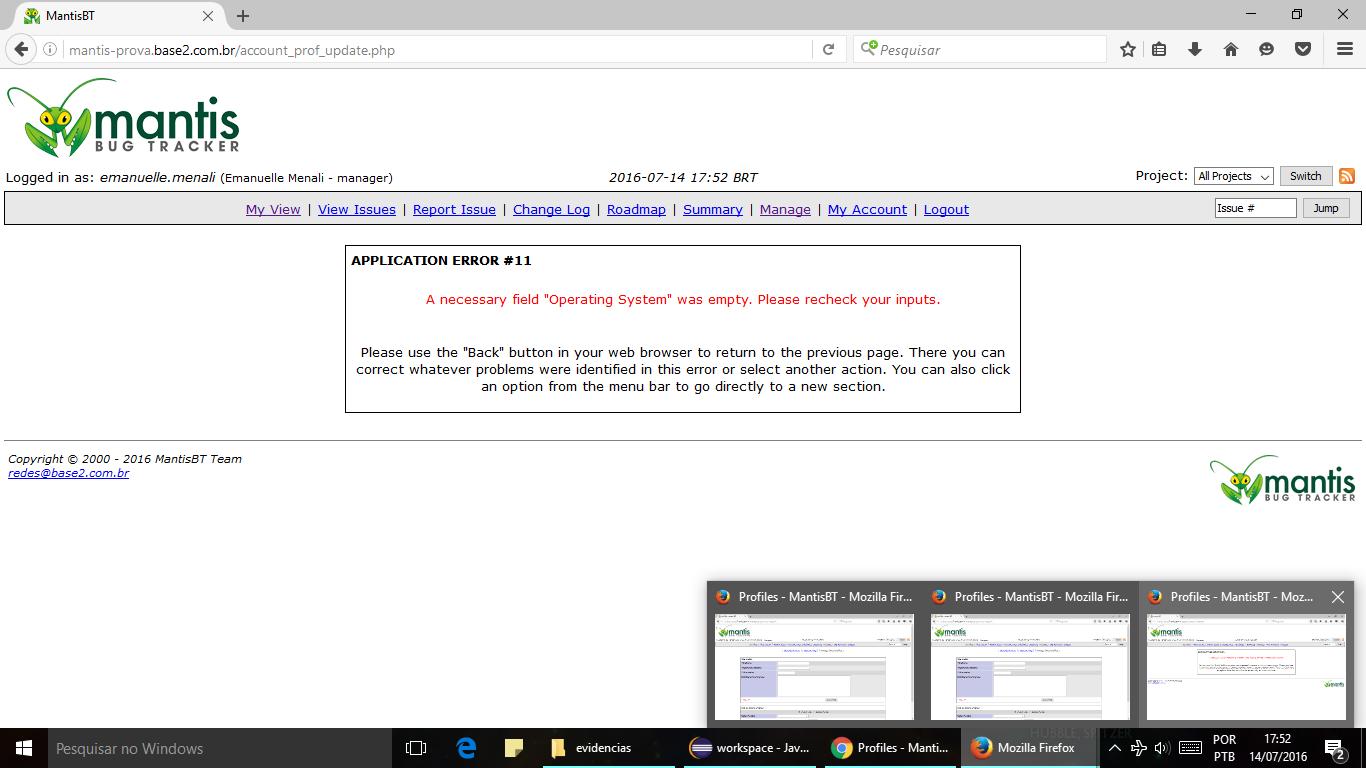 MantisBT
mantis-prova.base2.com.br/account_prof_update.php
Pesquisar
mantis
BUG TRACKER
Logged in as: emanuelle.menali (Emanuelle Menali - manager)
2016-07-14 17:52 BRT
Project: All Projects Switch
My View | View Issues | Report Issue | Change Log | Roadmap | Summary | Manage | My Account | Logout
Issue # Jump
APPLICATION ERROR #11
A necessary field "Operating System" was empty. Please recheck your inputs.
Please use the "Back" button in your web browser to return to the previous page. There you can
correct whatever problems were identified in this error or select another action. You can also click
an option from the menu bar to go directly to a new section.
Copyright © 2000 - 2016 MantisBT Team
redes@base2.com.br
mantis
BUG TRACKER
Profiles - MantisBT - Mozilla Fir...
Profiles - MantisBT - Mozilla Fir...
Profiles - MantisBT - Moz...
mantis
mantis
mantis
HUBBLE, SPITZER
Pesquisar no Windows
evidencias
workspace - Jav...
Profiles - Manti...
Mozilla Firefox
POR
PTB
17:52
14/07/2016
2